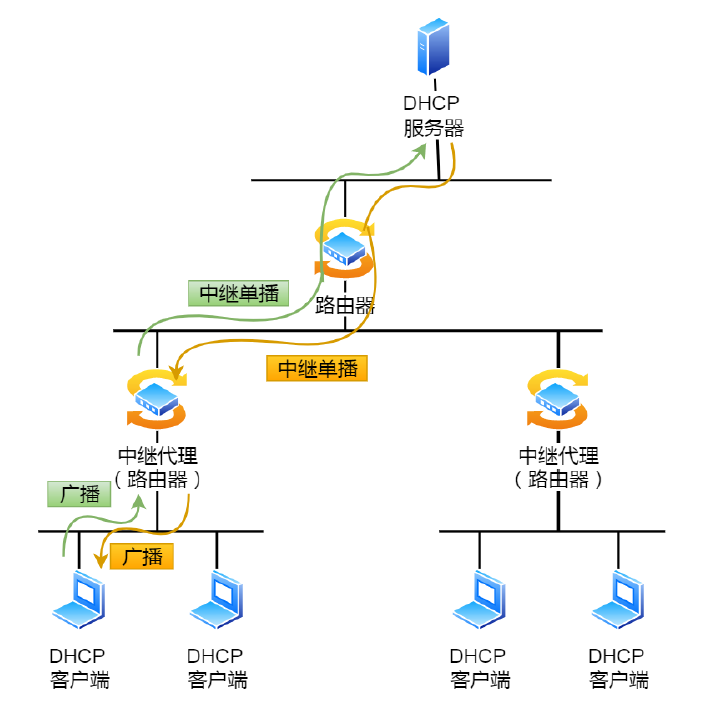 DHCP
服务器
中继单播
路由器
中继单播
中继代理
（路由器）
中继代理
（路由器）
广播
广播
DHCP
客户端
DHCP
客户端
DHCP
客户端
DHCP
客户端